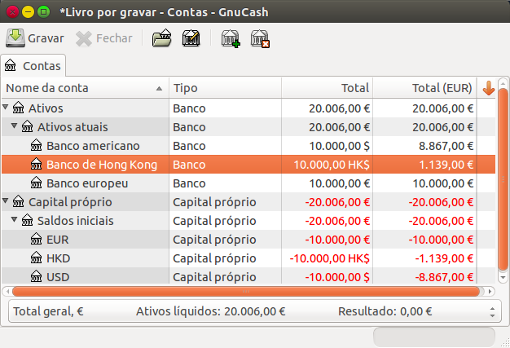 *Livro por gravar - Contas - GnuCash
Gravar Fechar
Contas
Nome da conta Tipo Total Total (EUR)
Ativos Banco 20.006,00 € 20.006,00 €
Ativos atuais Banco 20.006,00 € 20.006,00 €
Banco americano Banco 10.000,00 $ 8.867,00 €
Banco de Hong Kong Banco 10.000,00 HK$ 1.139,00 €
Banco europeu Banco 10.000,00 € 10.000,00 €
Capital próprio Capital próprio -20.006,00 € -20.006,00 €
Saldos iniciais Capital próprio -20.006,00 € -20.006,00 €
EUR Capital próprio -10.000,00 € -10.000,00 €
HKD Capital próprio -10.000,00 HK$ -1.139,00 €
USD Capital próprio -10.000,00 $ -8.867,00 €
Total geral, € Ativos líquidos: 20.006,00 € Resultado: 0,00 €